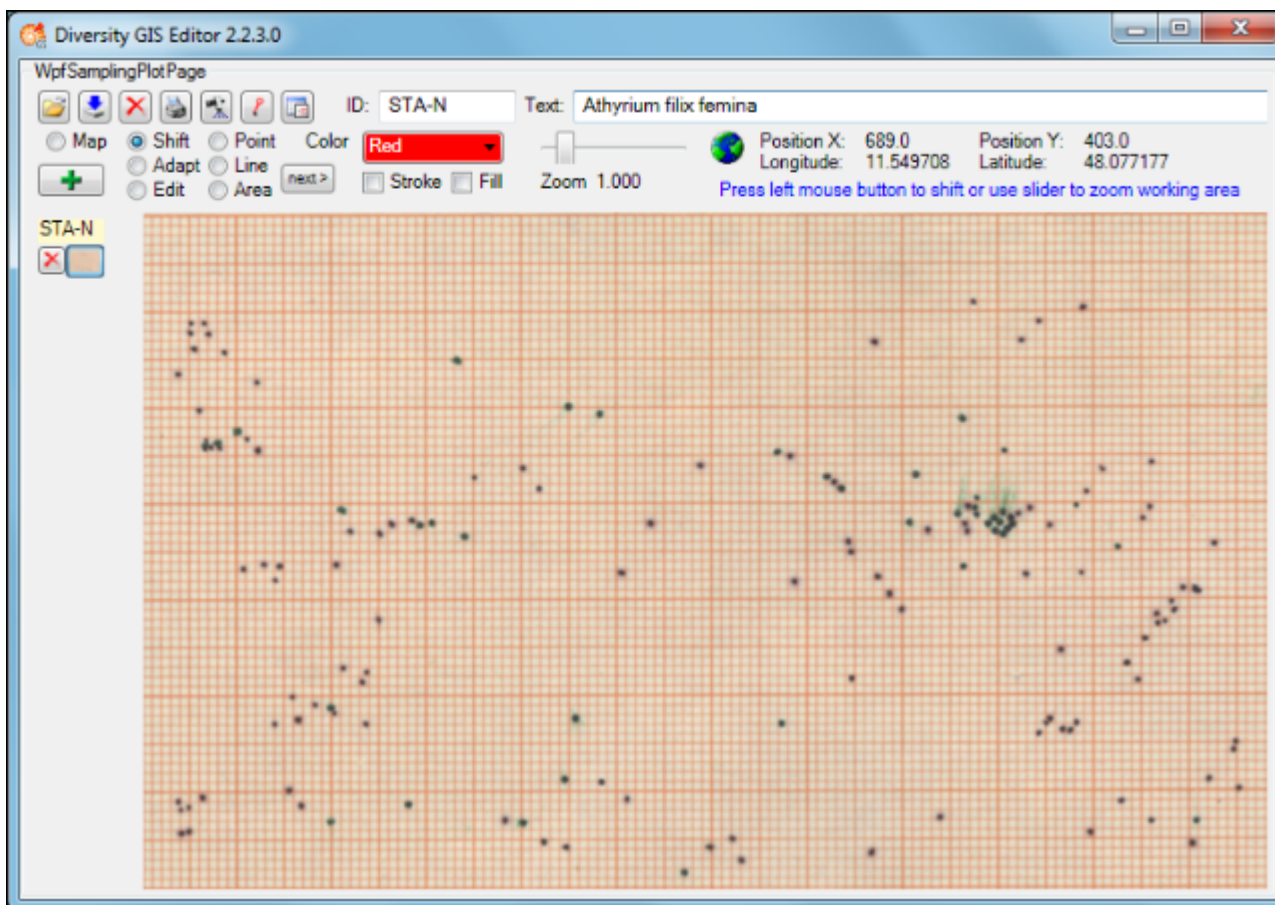 Diversity GIS Editor 2.2.3.0
WpfSamplingPlotPage
ID: STA-N Text: Athyrium filix femina
Map Shift Point Color Red Position X: 689.0 Position Y: 403.0
Adapt Line Longitude: 11.549708 Latitude: 48.077177
Edit Area next > Stroke Fill Zoom 1.000 Press left mouse button to shift or use slider to zoom working area
STA-N